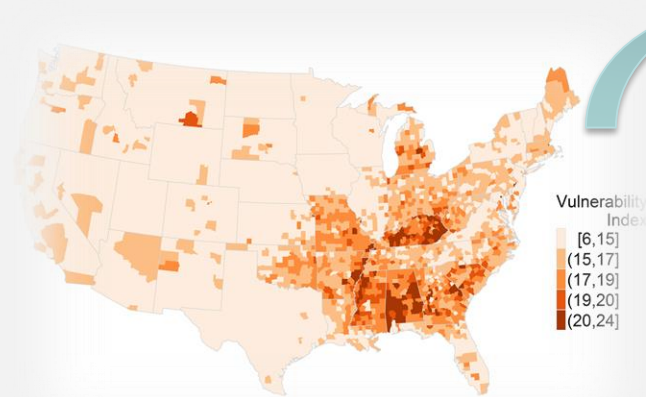 Vulnerability
Index
[6,15]
(15,17]
(17,19]
(19,20]
(20,24]